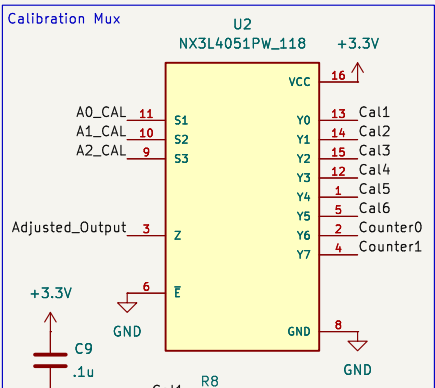 Calibration Mux
U2
NX3L4051PW_118
+3.3V
VCC 16
A0_CAL 11 S1 Y0 13 Cal1
A1_CAL 10 S2 Y1 14 Cal2
A2_CAL 9 S3 Y2 15 Cal3
Y3 12 Cal4
Y4 1 Cal5
Y5 5 Cal6
Adjusted_Output 3 Z Y6 2 Counter0
Y7 4 Counter1
6 E
+3.3V
GND
GND 8
C9
.1u
GND
R8
Cal1